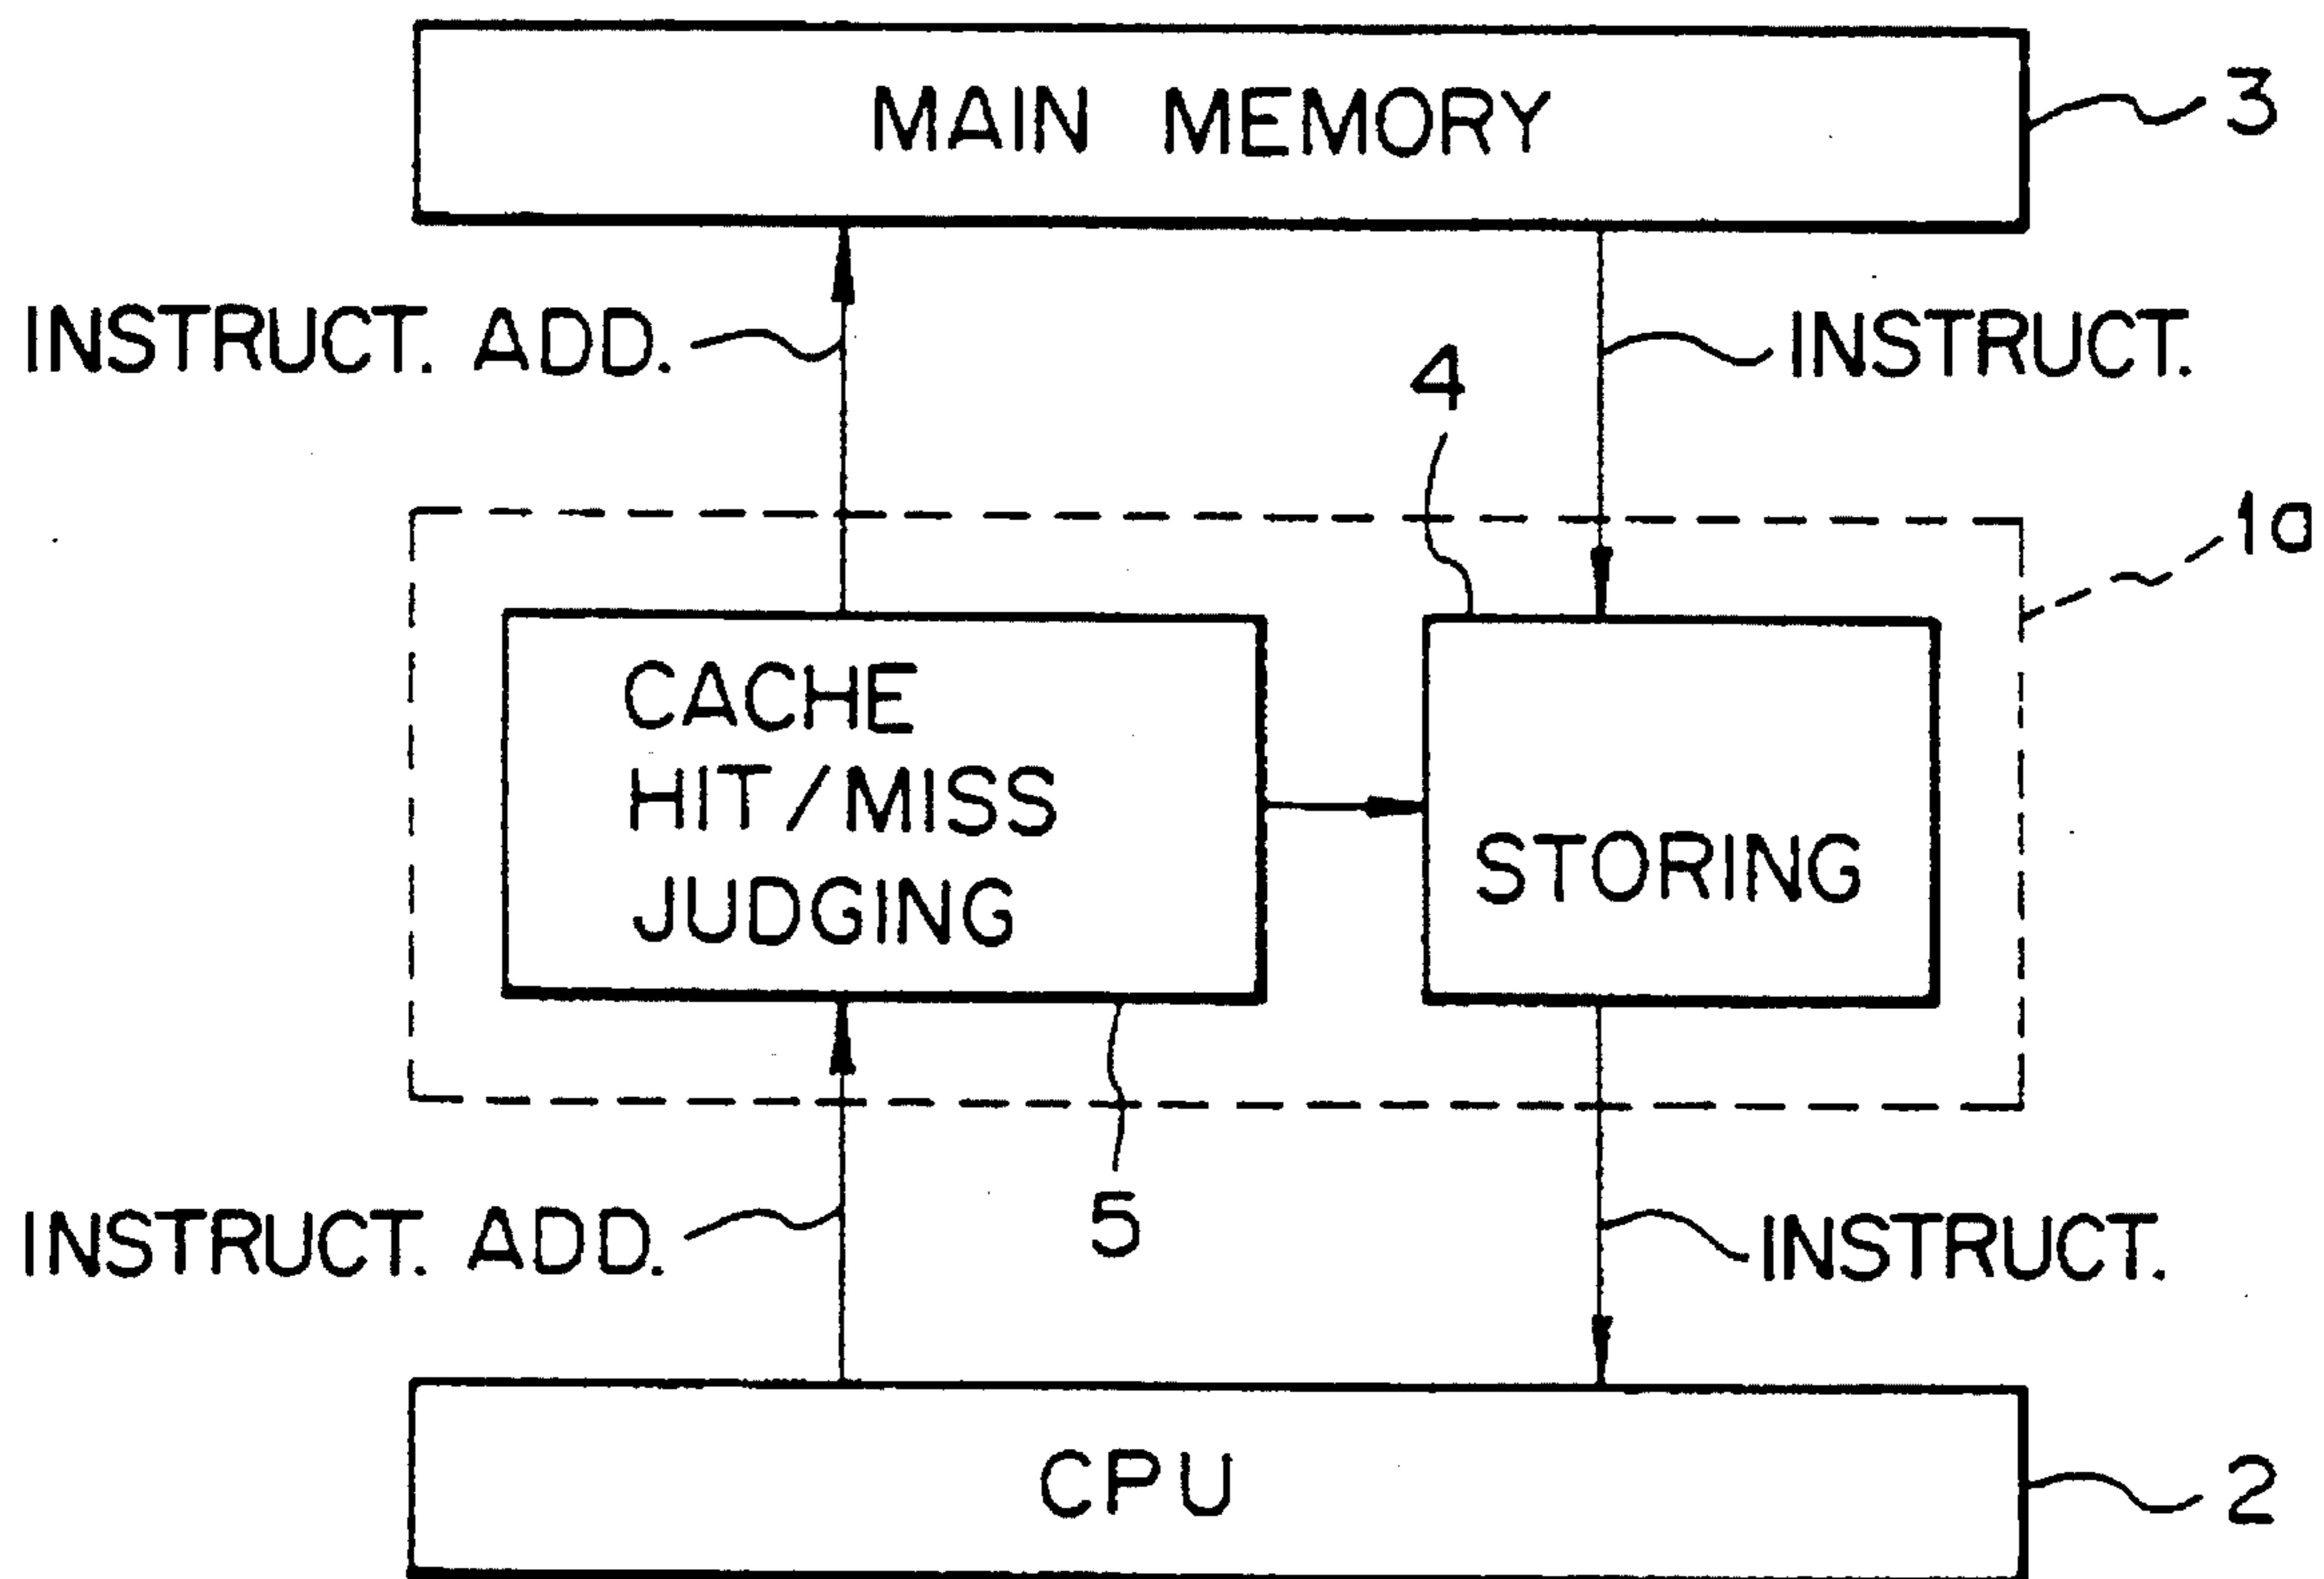 MAIN MEMORY
3
INSTRUCT. ADD.
INSTRUCT.
4
1a
CACHE
HIT/MISS
JUDGING
STORING
5
INSTRUCT. ADD.
INSTRUCT.
CPU
2